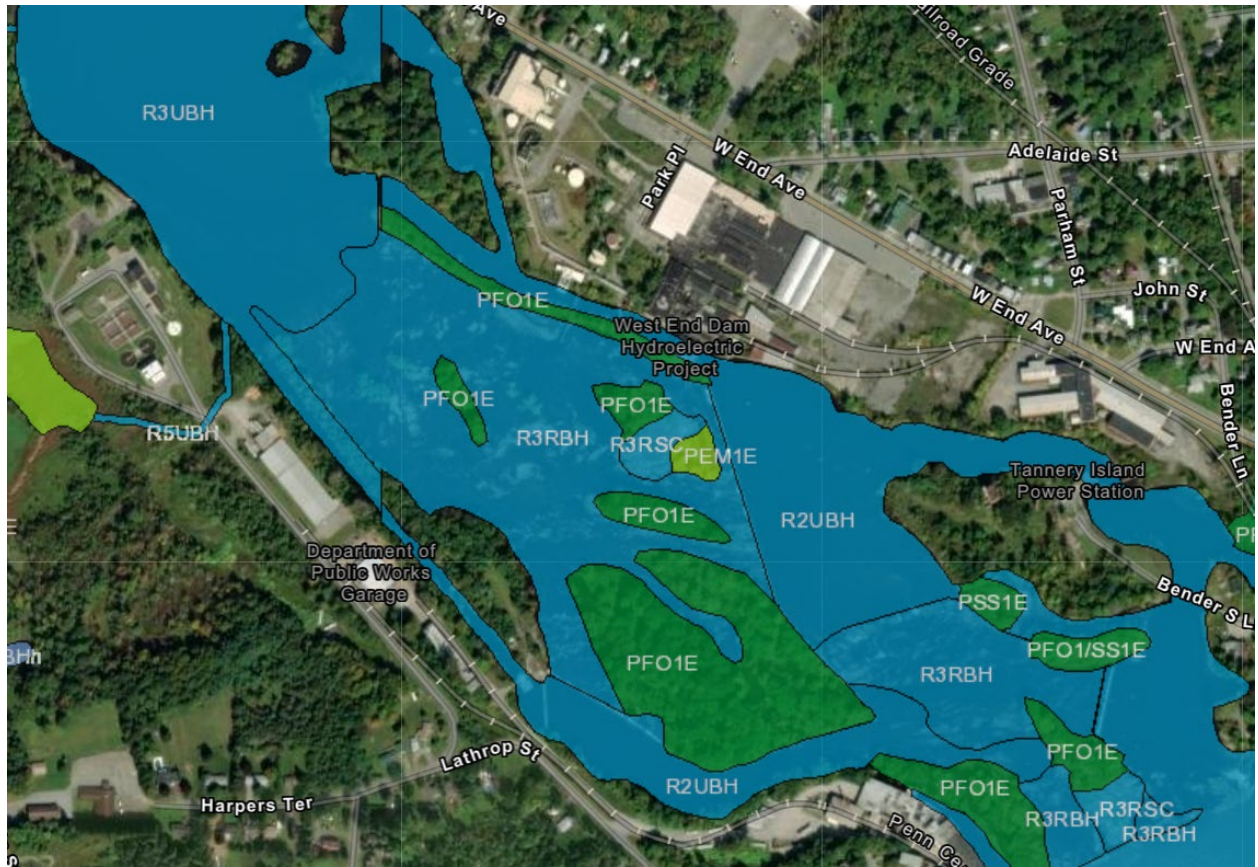 Ave
ailroad Grade
R3UBH
Park Pl
W End Ave
Adelaide St
Parham St
John St
PFO1E
West End Dam
Hydroelectric
Project
W End Ave
W End A
Bender Ln
PFO1E
PFO1E
R3RBH
R3RSC
PEM1E
R5UBH
Tannery Island
Power Station
PFO1E
R2UBH
E
Department of
Public Works
Garage
PSS1E
Bender S L
BHh
PFO1/SS1E
PFO1E
R3RBH
Lathrop St
PFO1E
R2UBH
PFO1E
Harpers Ter
R3RSC
R3RBH
R3RBH
Penn Ce
S